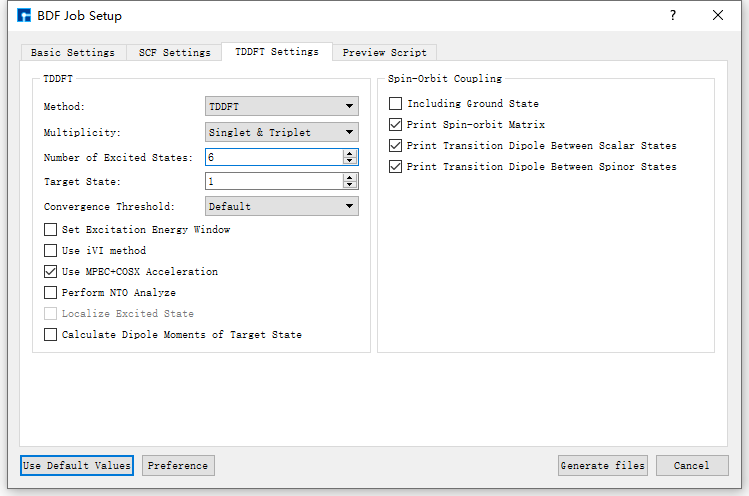 BDF Job Setup
Basic Settings SCF Settings TDDFT Settings Preview Script
TDDFT
Method: TDDFT
Multiplicity: Singlet & Triplet
Number of Excited States: 6
Target State: 1
Convergence Threshold: Default
Set Excitation Energy Window
Use iVI method
Use MPEC+COSX Acceleration
Perform NTO Analyze
Localize Excited State
Calculate Dipole Moments of Target State
Spin-Orbit Coupling
Including Ground State
Print Spin-orbit Matrix
Print Transition Dipole Between Scalar States
Print Transition Dipole Between Spinor States
Use Default Values Preference Generate files Cancel